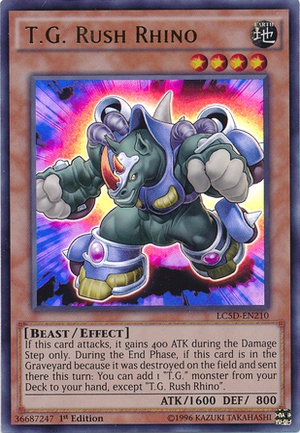 T.G. Rush Rhino
EARTH
地
LC5D-EN210
[Beast / Effect]
If this card attacks, it gains 400 ATK during the Damage
Step only. During the End Phase, if this card is in the
Graveyard because it was destroyed on the field and sent
there this turn: You can add 1 "T.G." monster from your
Deck to your hand, except "T.G. Rush Rhino".
ATK/1600 DEF/ 800
36687247 1st Edition ©1996 KAZUKI TAKAHASHI